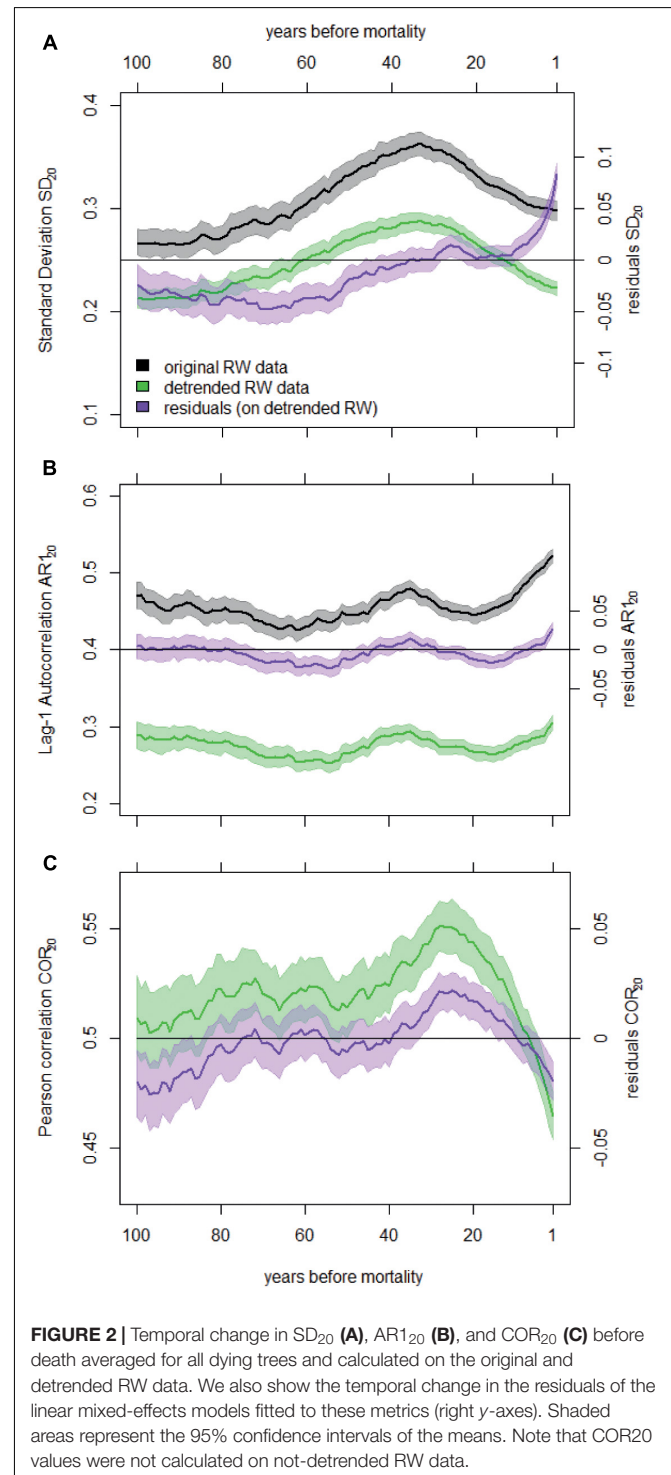 A
years before mortality
100 80 60 40 20 1
0.4
0.3
0.2
0.1
Standard Deviation SD20
0.1
0.05
0
-0.05
-0.1
residuals SD20
original RW data
detrended RW data
residuals (on detrended RW)
B
0.6
0.5
0.4
0.3
0.2
Lag-1 Autocorrelation AR120
0.05
0
-0.05
residuals AR120
C
0.55
0.5
0.45
Pearson correlation COR20
0.05
0
-0.05
residuals COR20
100 80 60 40 20 1
years before mortality
FIGURE 2 | Temporal change in SD20 (A), AR120 (B), and COR20 (C) before
death averaged for all dying trees and calculated on the original and
detrended RW data. We also show the temporal change in the residuals of the
linear mixed-effects models fitted to these metrics (right y-axes). Shaded
areas represent the 95% confidence intervals of the means. Note that COR20
values were not calculated on not-detrended RW data.